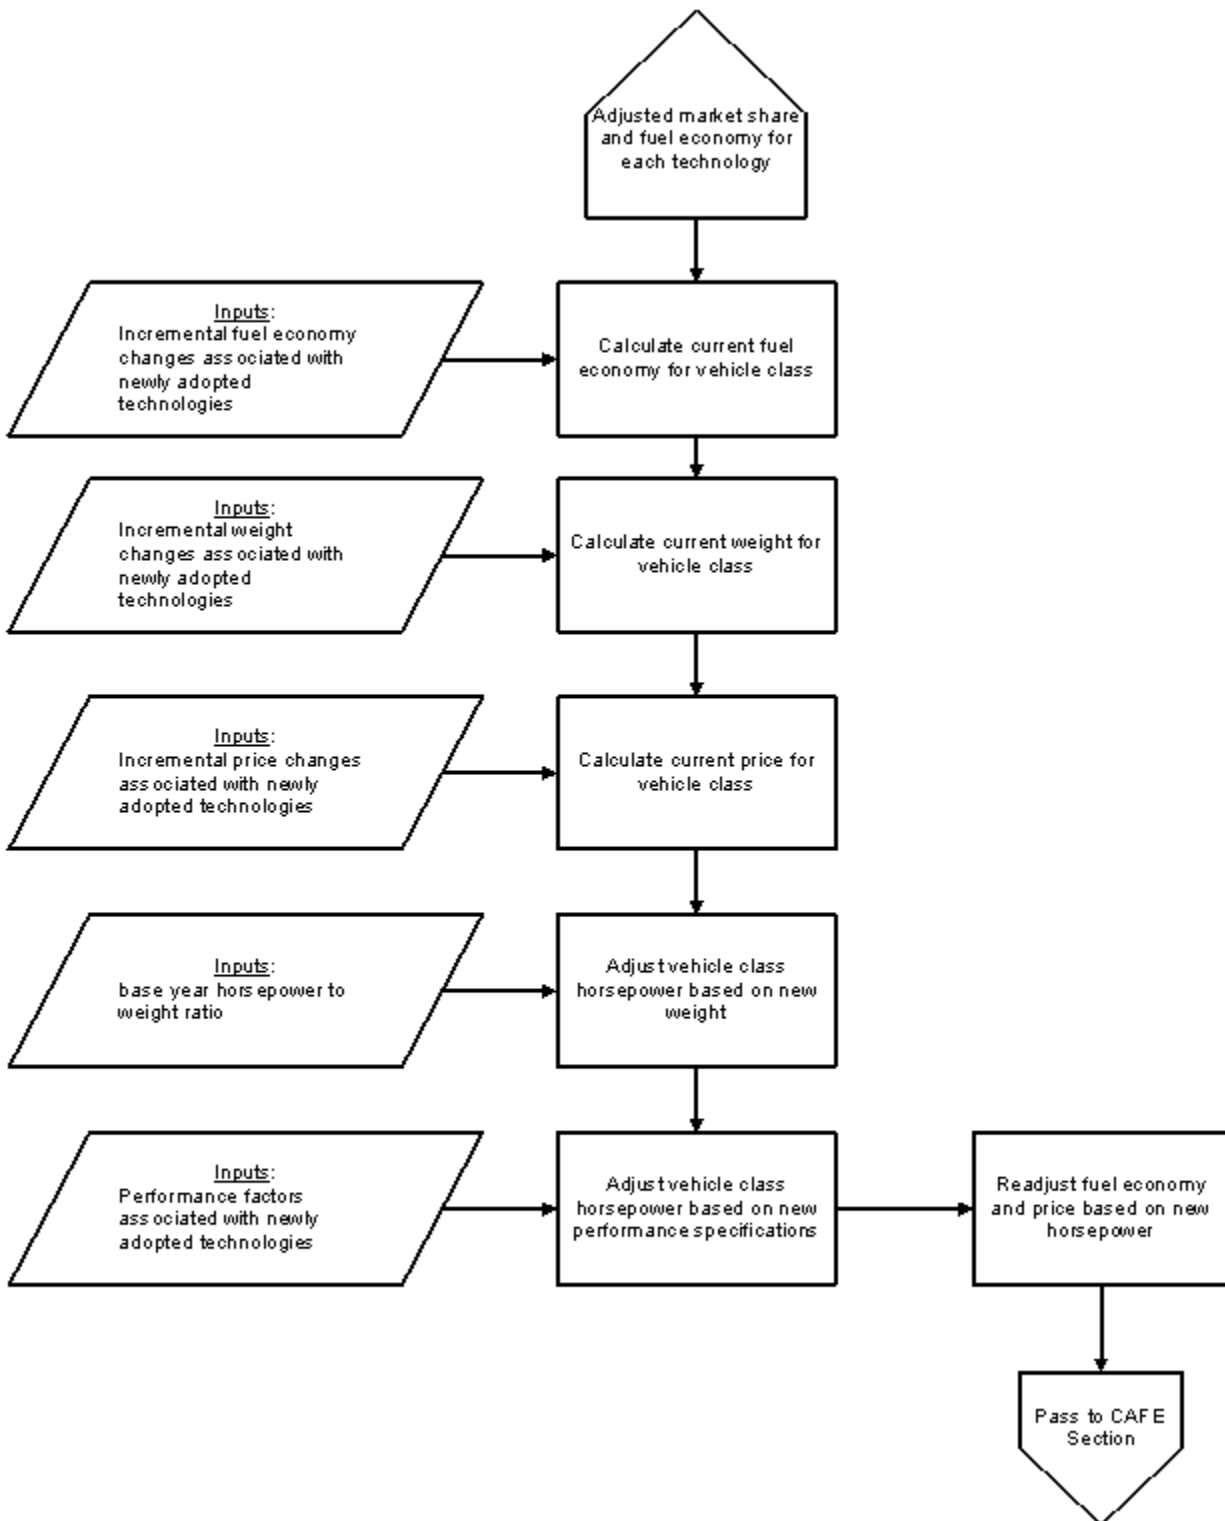 Adjusted market share
and fuel economy for
each technology
Inputs:
Incremental fuel economy
changes associated with
newly adopted
technologies
Calculate current fuel
economy for vehicle class
Inputs:
Incremental weight
changes associated with
newly adopted
technologies
Calculate current weight for
vehicle class
Inputs:
Incremental price changes
associated with newly
adopted technologies
Calculate current price for
vehicle class
Inputs:
base year horsepower to
weight ratio
Adjust vehicle class
horsepower based on new
weight
Inputs:
Performance factors
associated with newly
adopted technologies
Adjust vehicle class
horsepower based on new
performance specifications
Readjust fuel economy
and price based on new
horsepower
Pass to CAFE
Section